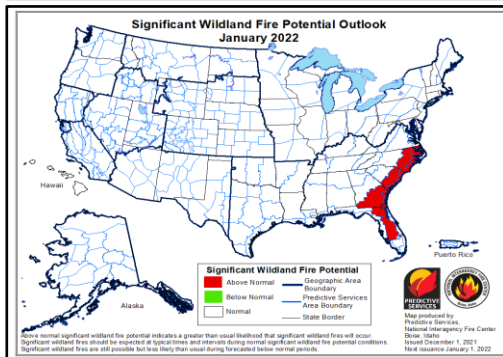 Significant Wildland Fire Potential Outlook
January 2022
Hawaii
Alaska
Puerto Rico
Significant Wildland Fire Potential
Above Normal
Below Normal
Normal
Geographic Area
Boundary
Predictive Services
Area Boundary
State Border
PREDICTIVE
SERVICES
Map produced by
Predictive Services,
National Interagency Fire Center
Boise, Idaho
Issued December 1, 2021
Next issuance January 1, 2022
Above normal significant wildland fire potential indicates a greater than usual likelihood that significant wildland fires will occur.
Significant wildland fires should be expected at typical times and intervals during normal significant wildland fire potential conditions.
Significant wildland fires are still possible but less likely than usual during forecasted below normal periods.